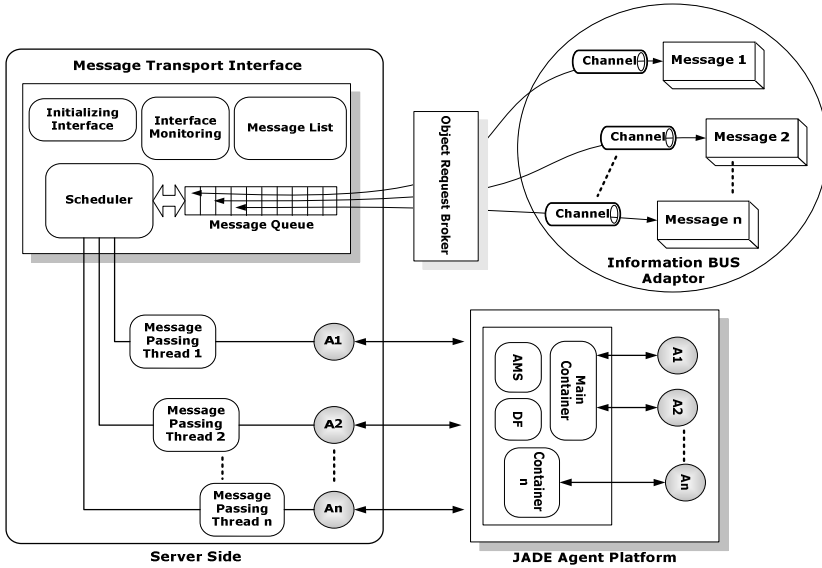 Message Transport Interface
Initializing
Interface
Interface
Monitoring
Message List
Scheduler
Message Queue
Object Request Broker
Channel
Message 1
Channel
Message 2
Channel
Message n
Information BUS
Adaptor
Message
Passing
Thread 1
A1
Message
Passing
Thread 2
A2
Message
Passing
Thread n
An
Server Side
AMS
DF
Main
Container
Container
n
A1
A2
An
JADE Agent Platform